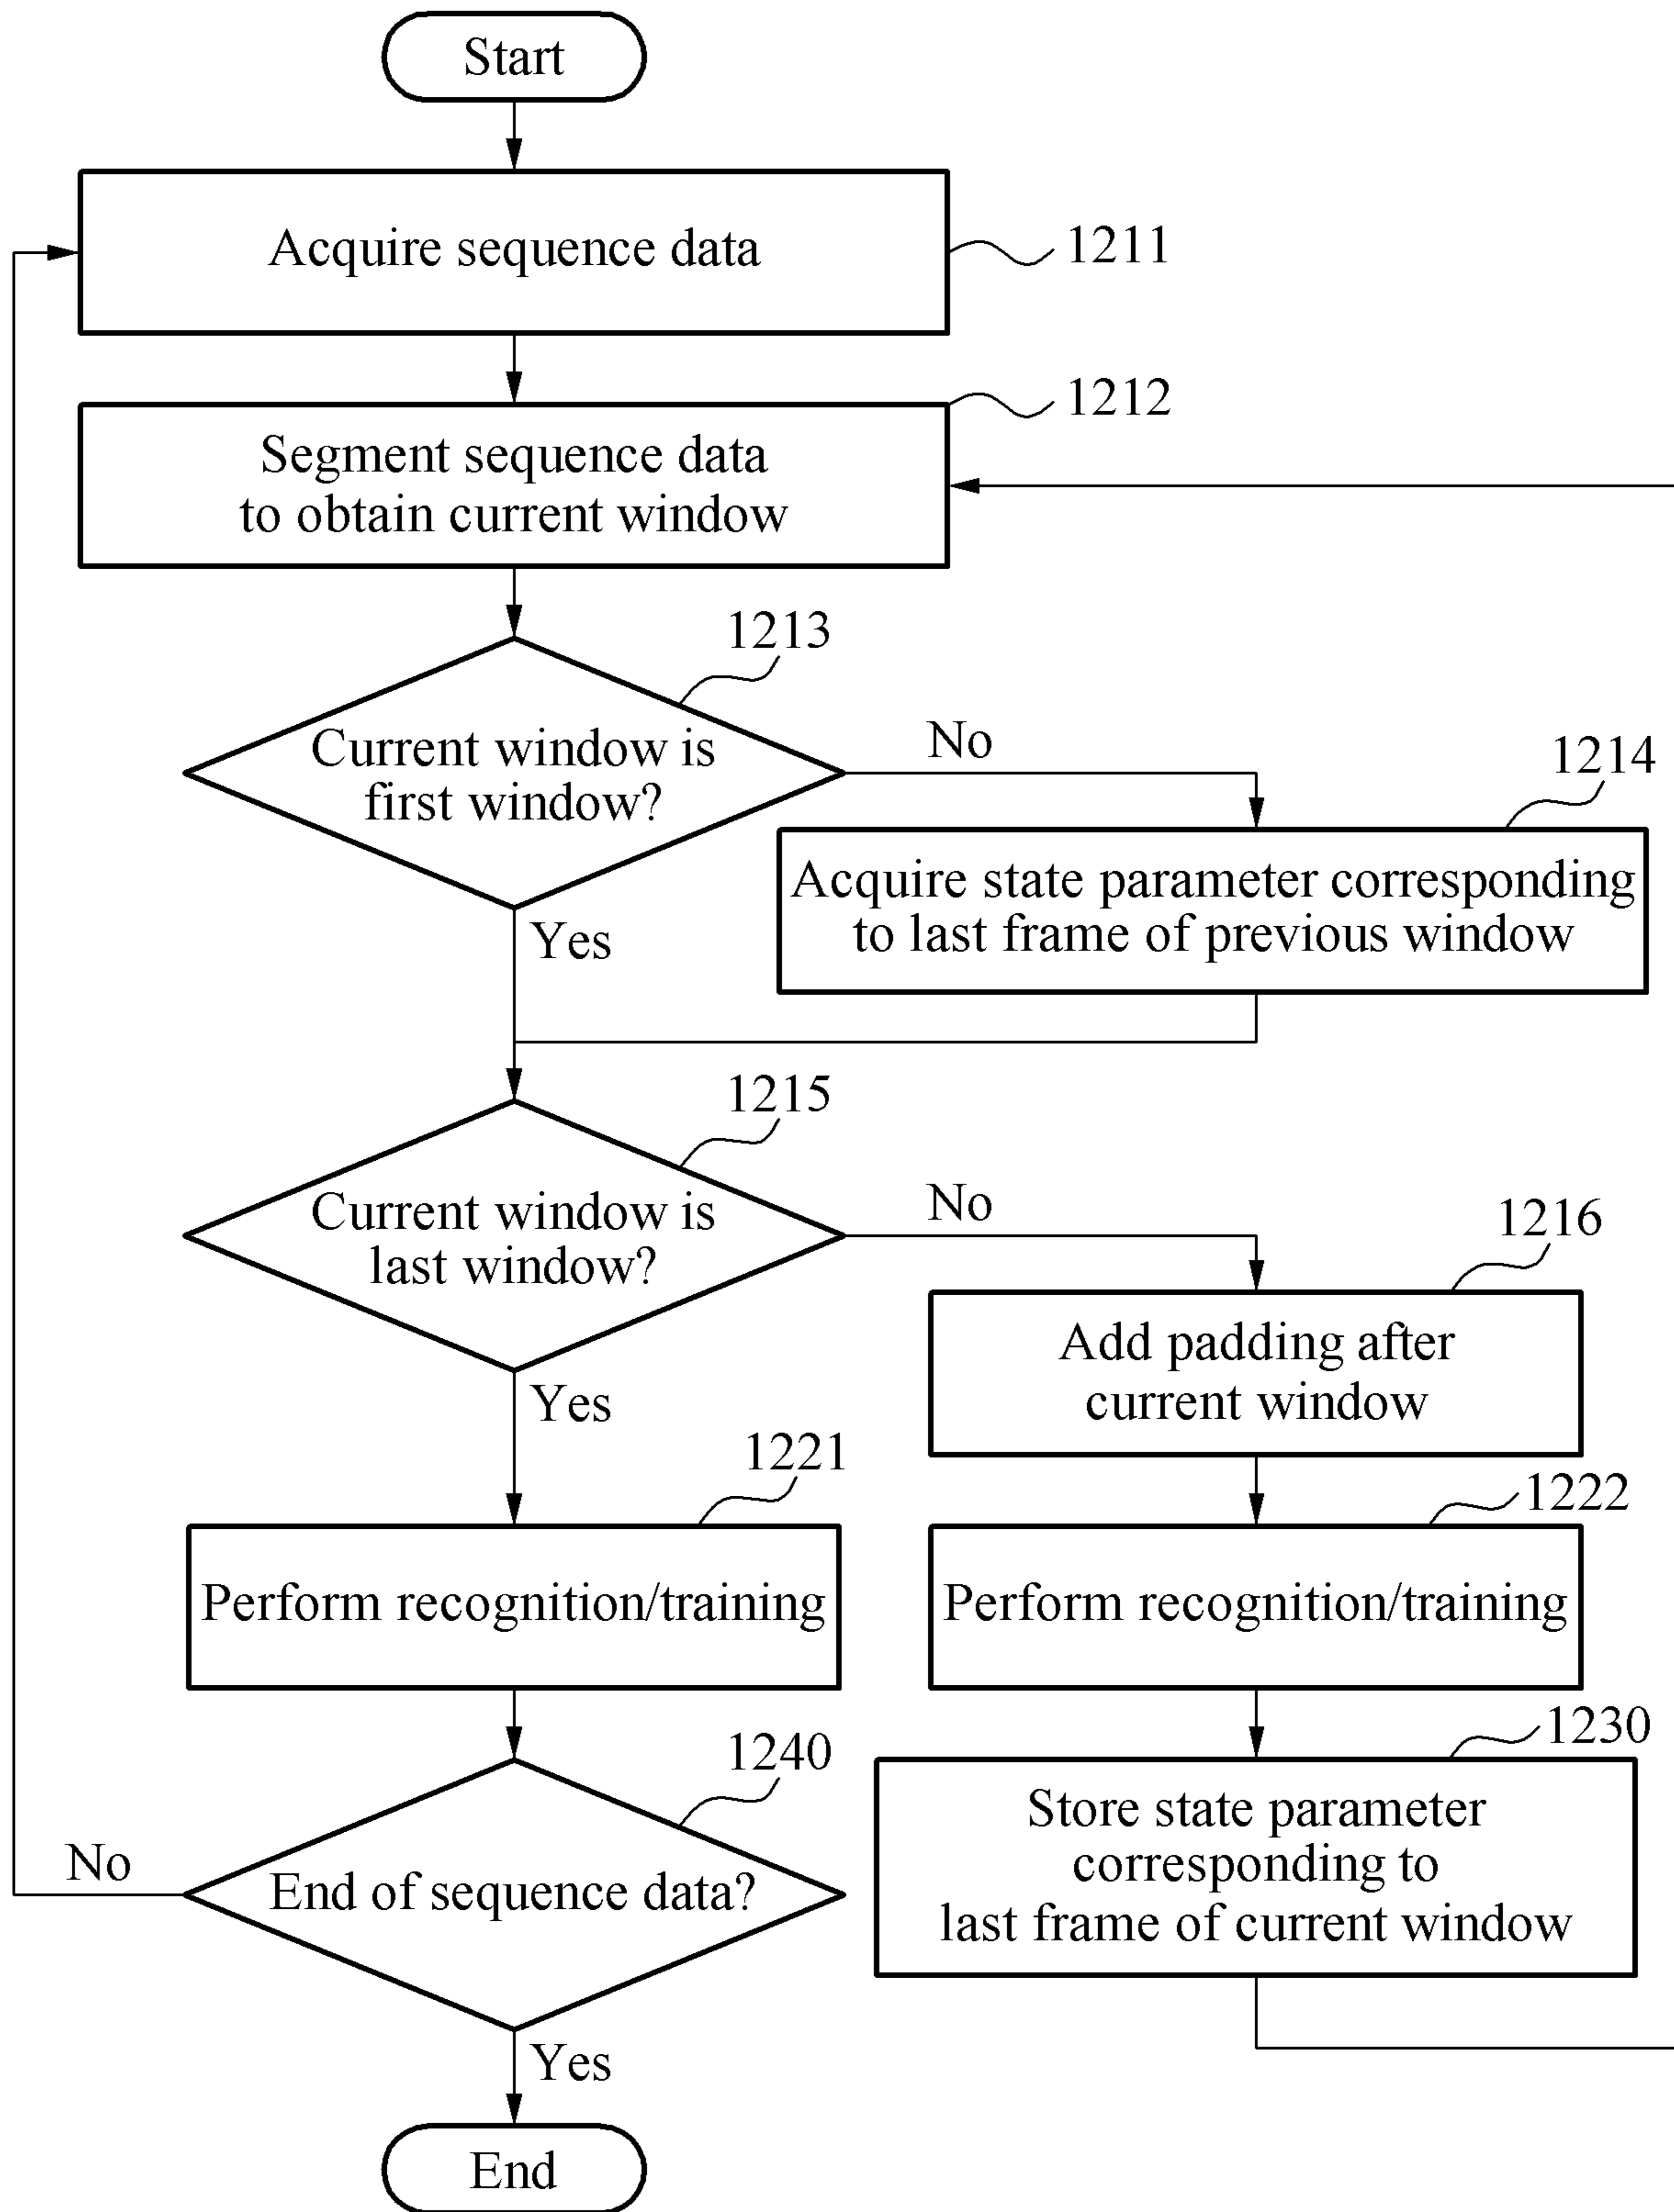 Start
Acquire sequence data
1211
1212
Segment sequence data
to obtain current window
1213
Current window is
first window?
No
1214
Acquire state parameter corresponding
to last frame of previous window
Yes
1215
Current window is
last window?
No
1216
Add padding after
current window
Yes
1221
Perform recognition/training
1222
Perform recognition/training
1230
Store state parameter
corresponding to
last frame of current window
1240
End of sequence data?
No
Yes
End